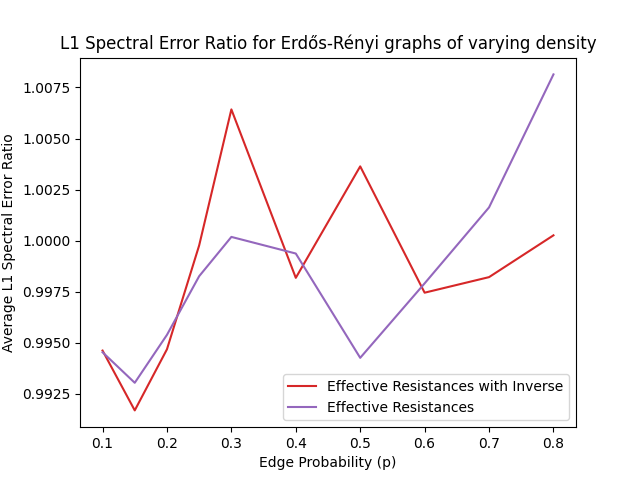 L1 Spectral Error Ratio for Erdős-Rényi graphs of varying density
Average L1 Spectral Error Ratio
1.0075
1.0050
1.0025
1.0000
0.9975
0.9950
0.9925
Effective Resistances with Inverse
Effective Resistances
0.1 0.2 0.3 0.4 0.5 0.6 0.7 0.8
Edge Probability (p)